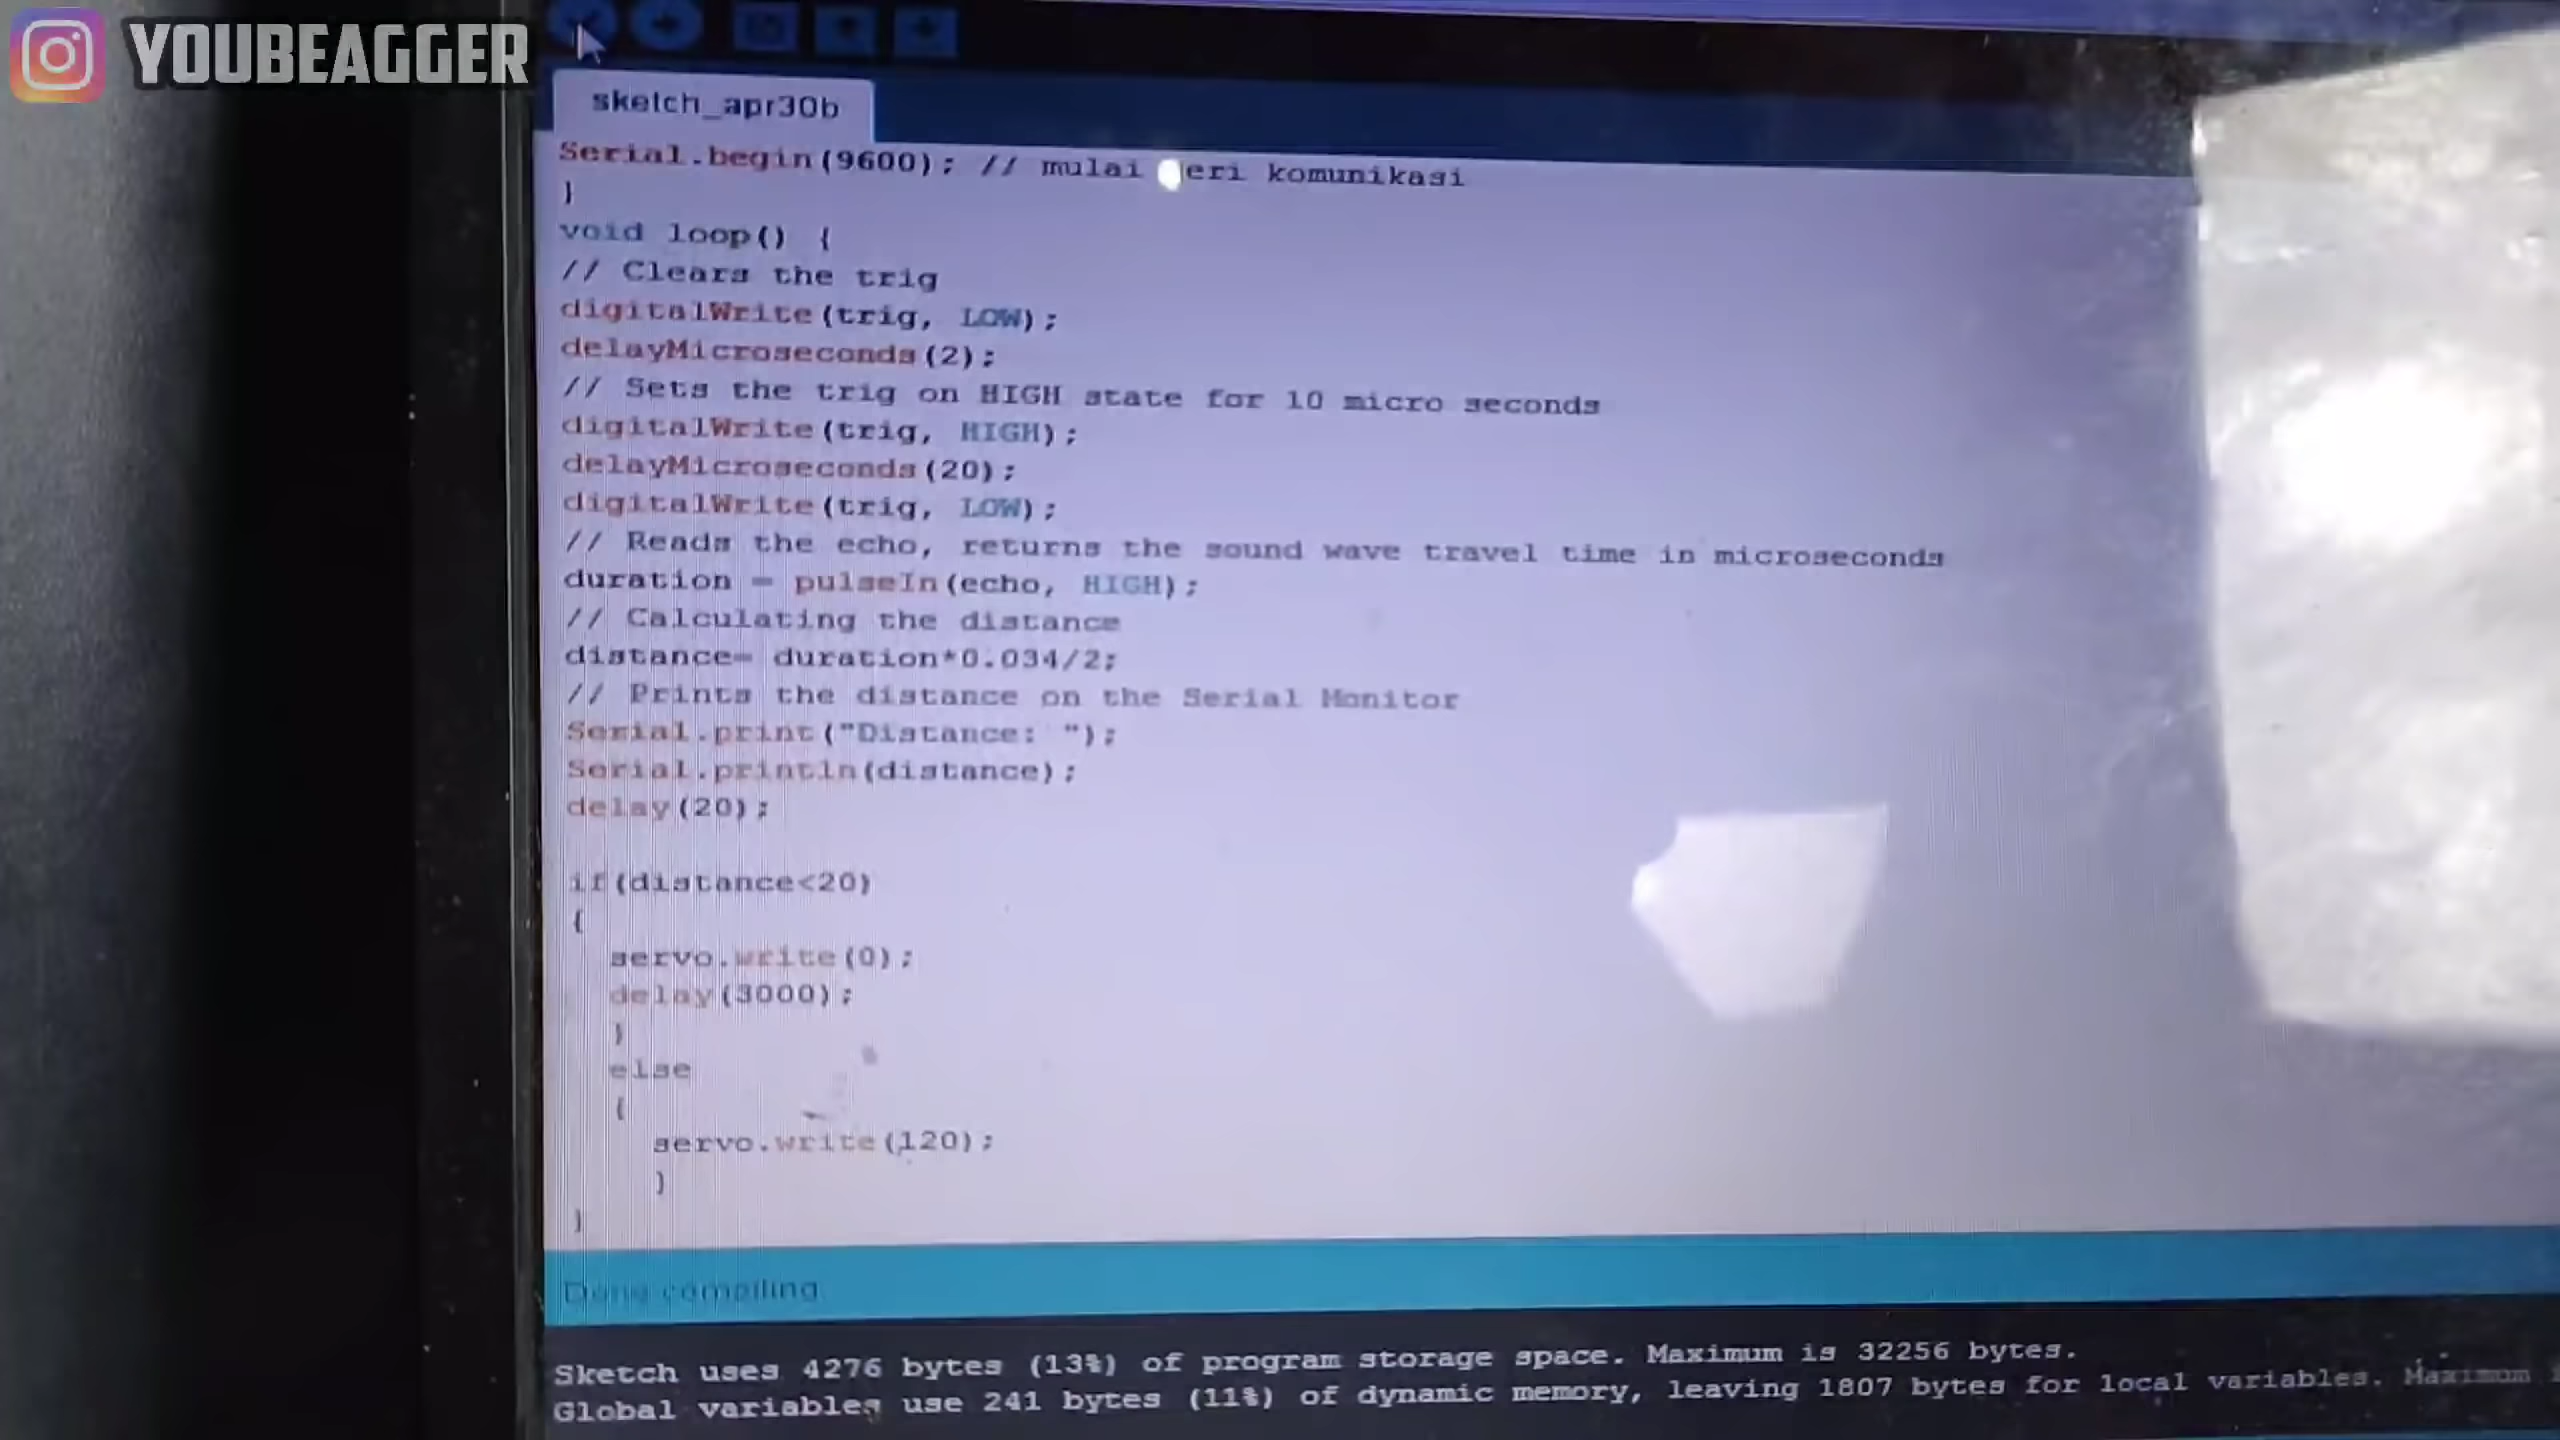 YOUBEAGGER
sketch_apr30b
Serial.begin(9600); // mulai eri komunikasi
}
void loop() {
// Clears the trig
digitalWrite(trig, LOW);
delayMicroseconds(2);
// Sets the trig on HIGH state for 10 micro seconds
digitalWrite(trig, HIGH);
delayMicroseconds(20);
digitalWrite(trig, LOW);
// Reads the echo, returns the sound wave travel time in microseconds
duration = pulseIn(echo, HIGH);
// Calculating the distance
distance= duration*0.034/2;
// Prints the distance on the Serial Monitor
Serial.print("Distance: ");
Serial.println(distance);
delay(20);
if(distance<20)
{
servo.write(0);
delay(3000);
}
else
{
servo.write(120);
}
}
Done compiling.
Sketch uses 4276 bytes (13%) of program storage space. Maximum is 32256 bytes.
Global variables use 241 bytes (11%) of dynamic memory, leaving 1807 bytes for local variables. Maximum